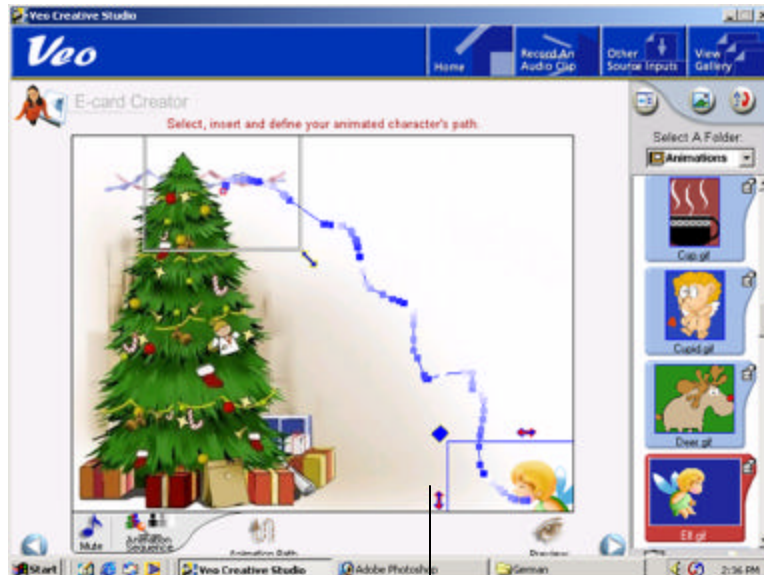 Veo Creative Studio
Veo
Home
Record An
Audio Clip
Other
Source Inputs
View
Gallery
E-card Creator
Select, insert and define your animated character's path.
Select A Folder:
Animations
Cup.gif
Cupid.gif
Deer.gif
Elf.gif
Mute
Animation
Sequence
Animation Path
Preview
Start
Veo Creative Studio
Adobe Photoshop
German
2:36 PM